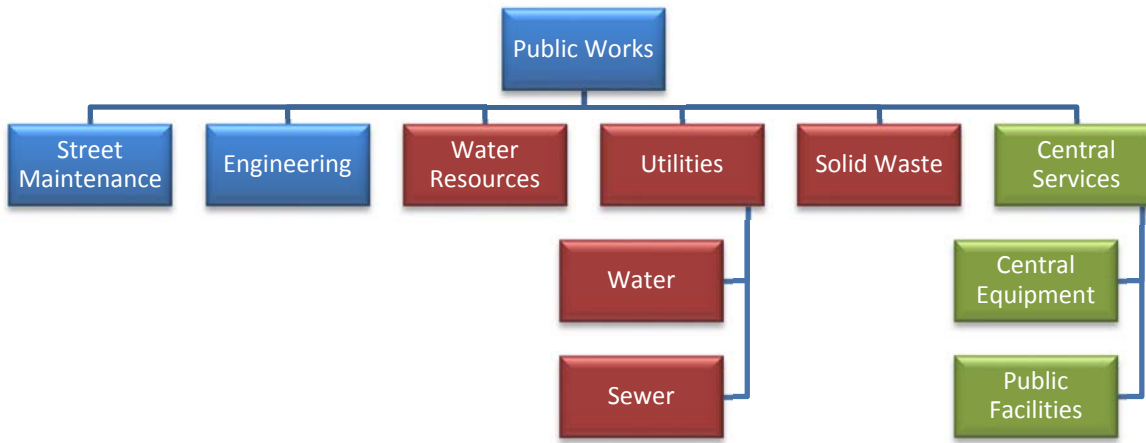 Public Works
Street
Maintenance
Engineering
Water
Resources
Utilities
Solid Waste
Central
Services
Water
Sewer
Central
Equipment
Public
Facilities